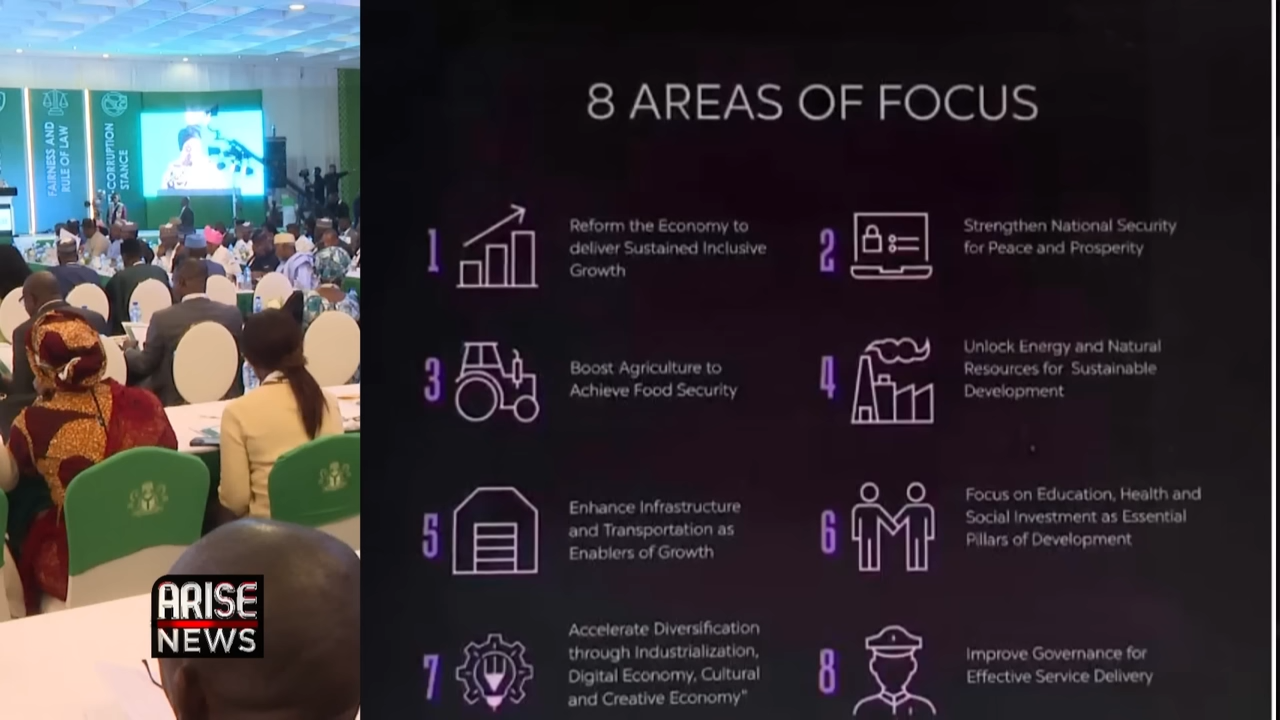 FAIRNESS AND
RULE OF LAW
-CORRUPTION
STANCE
ARISE
NEWS
8 AREAS OF FOCUS
1
Reform the Economy to
deliver Sustained Inclusive
Growth
2
Strengthen National Security
for Peace and Prosperity
3
Boost Agriculture to
Achieve Food Security
4
Unlock Energy and Natural
Resources for Sustainable
Development
5
Enhance Infrastructure
and Transportation as
Enablers of Growth
6
Focus on Education, Health and
Social Investment as Essential
Pillars of Development
7
Accelerate Diversification
through Industrialization,
Digital Economy, Cultural
and Creative Economy"
8
Improve Governance for
Effective Service Delivery